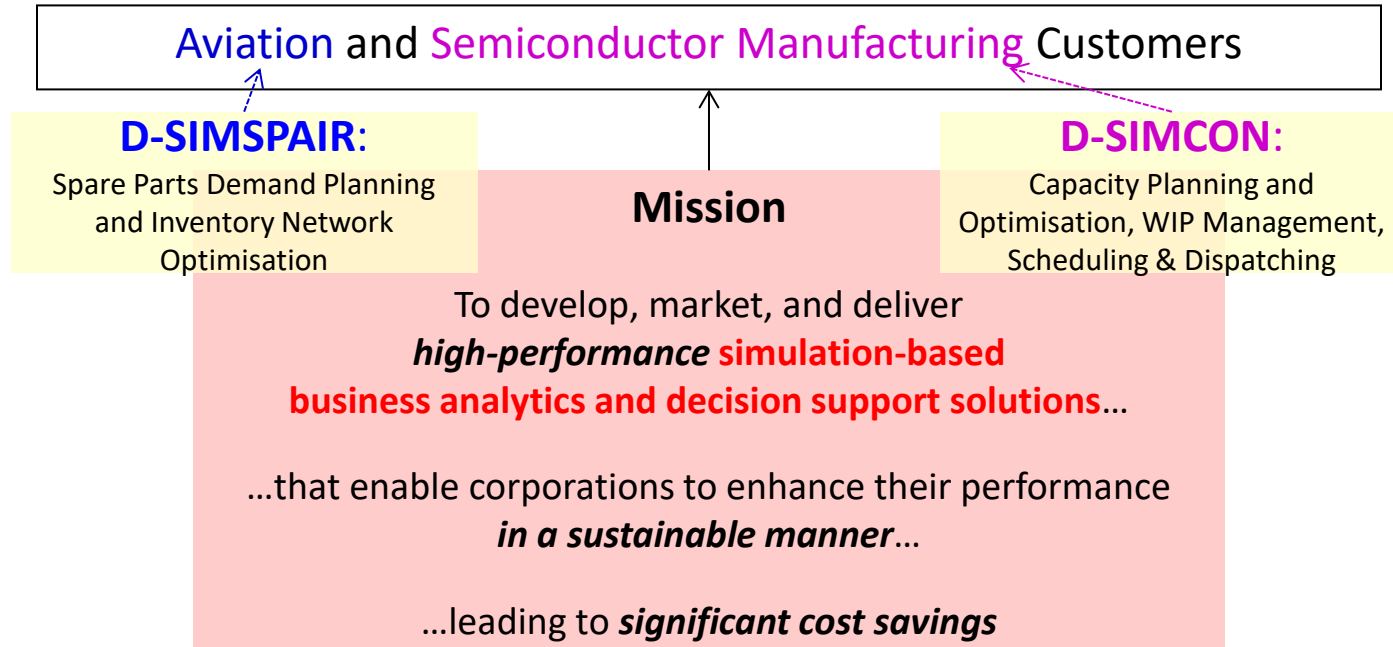 Aviation and Semiconductor Manufacturing Customers
D-SIMSPAIR:
Spare Parts Demand Planning
and Inventory Network
Optimisation
D-SIMCON:
Capacity Planning and
Optimisation, WIP Management,
Scheduling & Dispatching
Mission
To develop, market, and deliver
high-performance simulation-based
business analytics and decision support solutions…
…that enable corporations to enhance their performance
in a sustainable manner…
…leading to significant cost savings